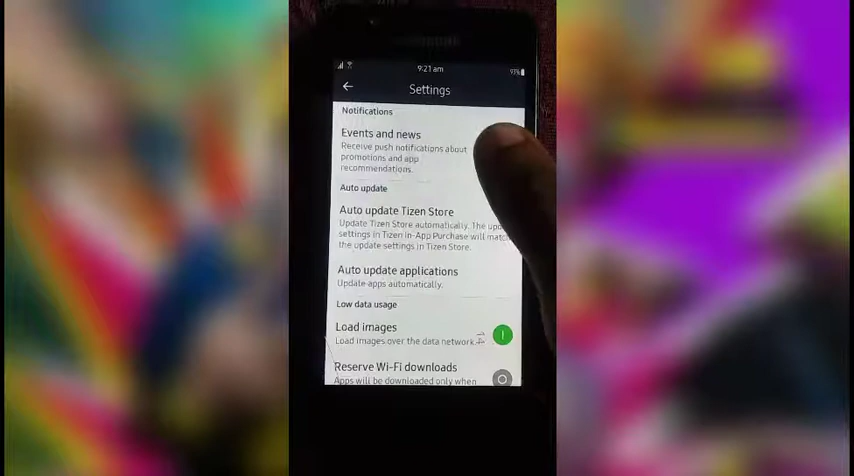 SAMSUNG
9:21 am
93%
Settings
Notifications
Events and news
Receive push notifications about
promotions and app
recommendations.
Auto update
Auto update Tizen Store
Update Tizen Store automatically. The
settings in Tizen In-App Purchase will
the update settings in Tizen Store.
Auto update applications
Update apps automatically.
Low data usage
Load images
Load images over the data network.
Reserve Wi-Fi downloads
Apps will be downloaded only when